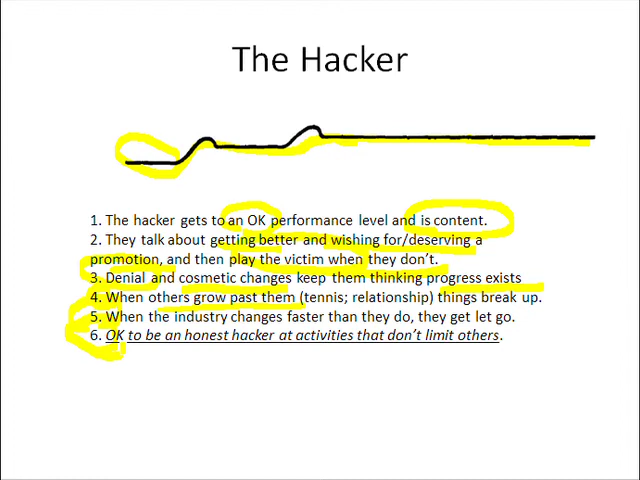 The Hacker
1. The hacker gets to an OK performance level and is content.
2. They talk about getting better and wishing for/deserving a
promotion, and then play the victim when they don't.
3. Denial and cosmetic changes keep them thinking progress exists
4. When others grow past them (tennis; relationship) things break up.
5. When the industry changes faster than they do, they get let go.
6. OK to be an honest hacker at activities that don't limit others.